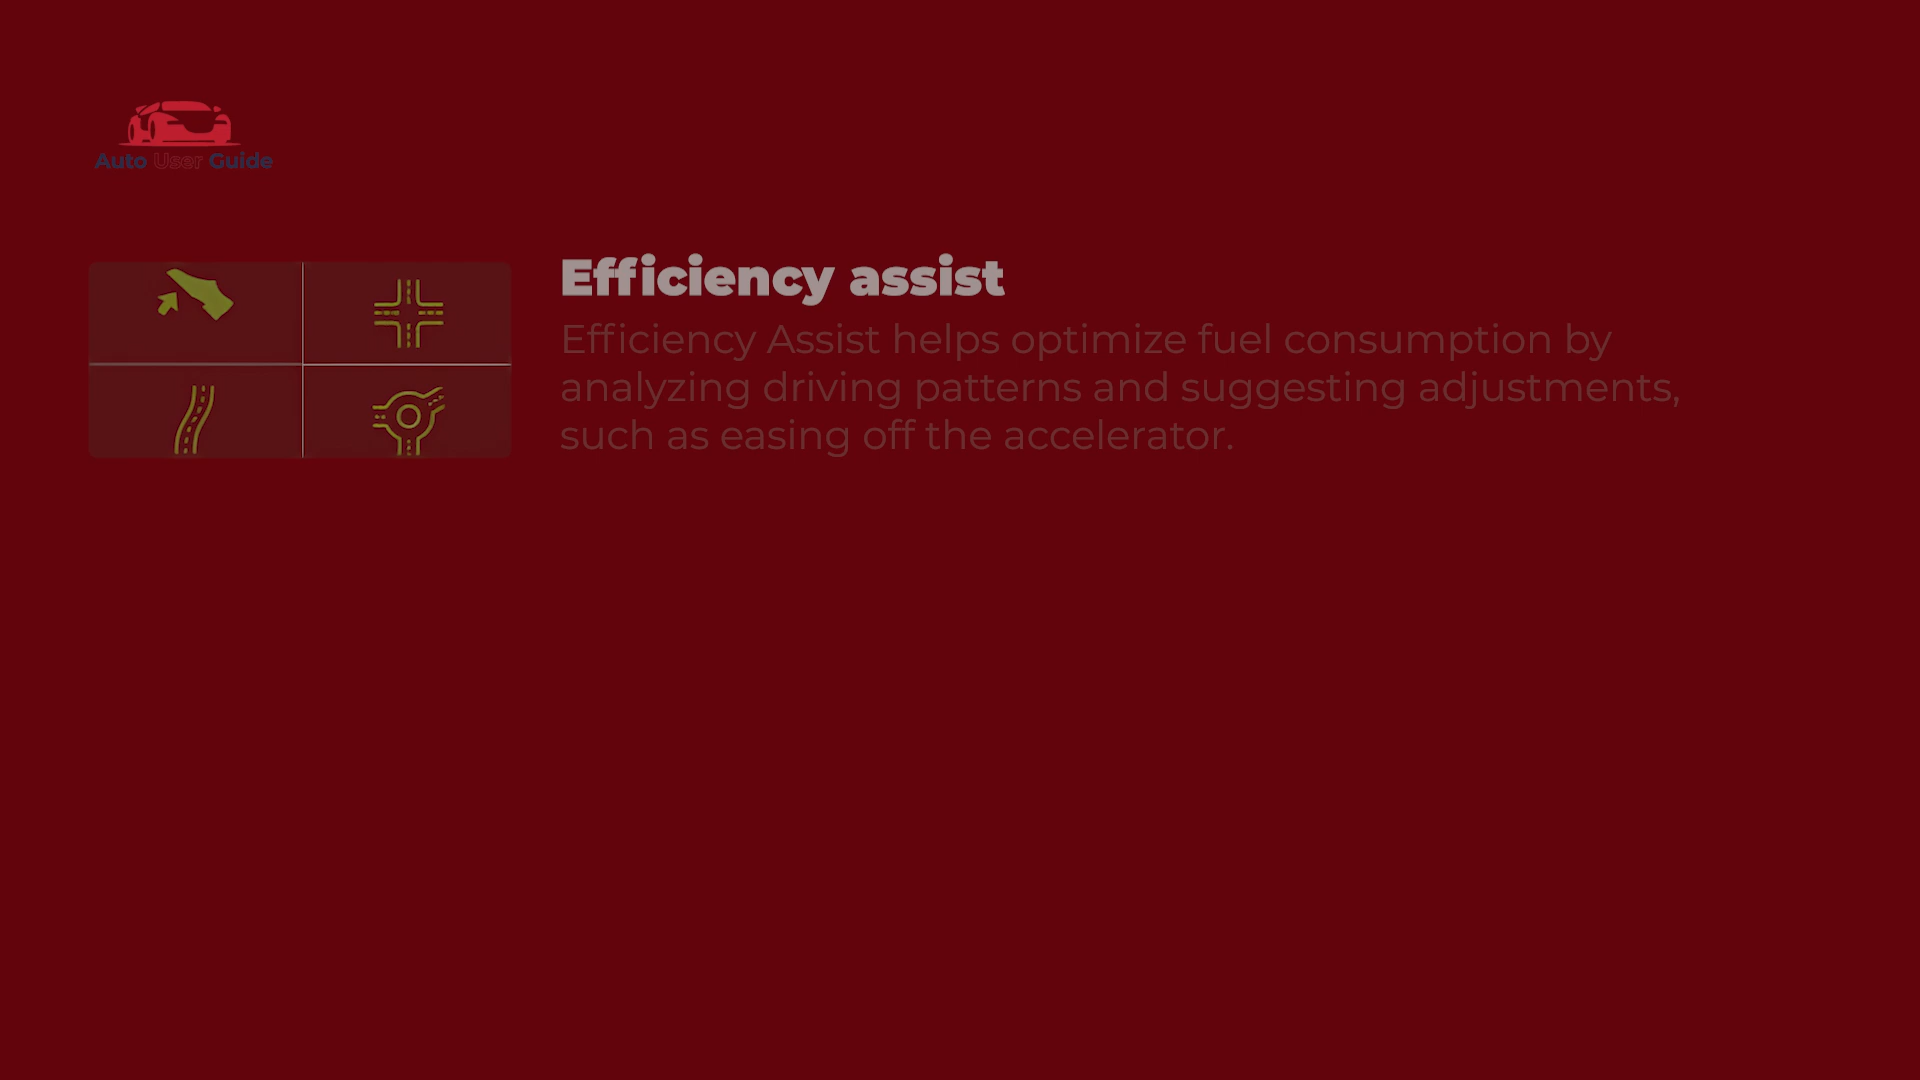 Auto User Guide
Efficiency assist
Efficiency Assist helps optimize fuel consumption by
analyzing driving patterns and suggesting adjustments,
such as easing off the accelerator.